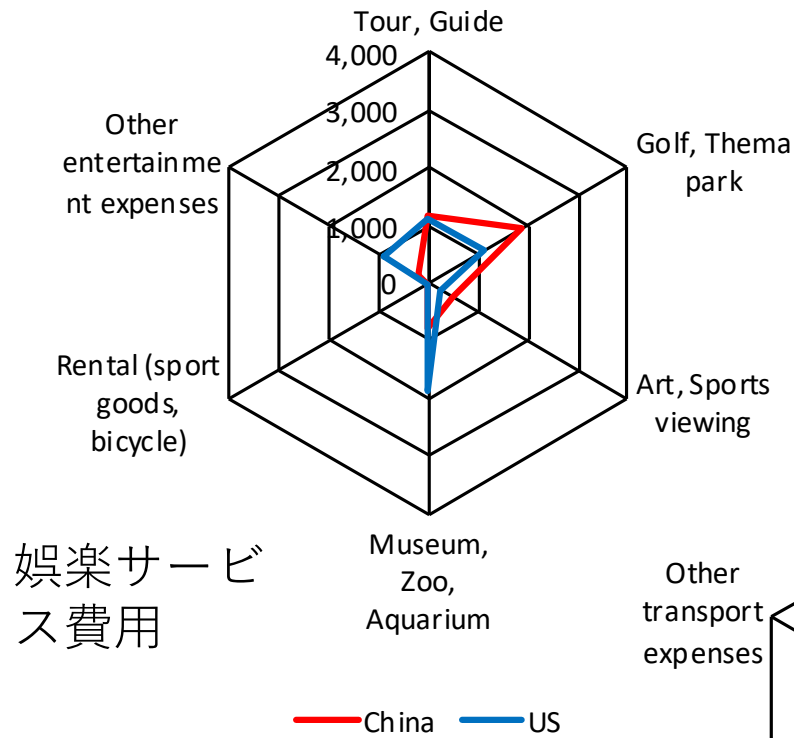 Tour, Guide
4,000
3,000
2,000
1,000
0
Other
entertainme
nt expenses
Golf, Thema
park
Rental (sport
goods,
bicycle)
Art, Sports
viewing
Museum,
Zoo,
Aquarium
娯楽サービ
ス費用
Other
transport
expenses
China
US